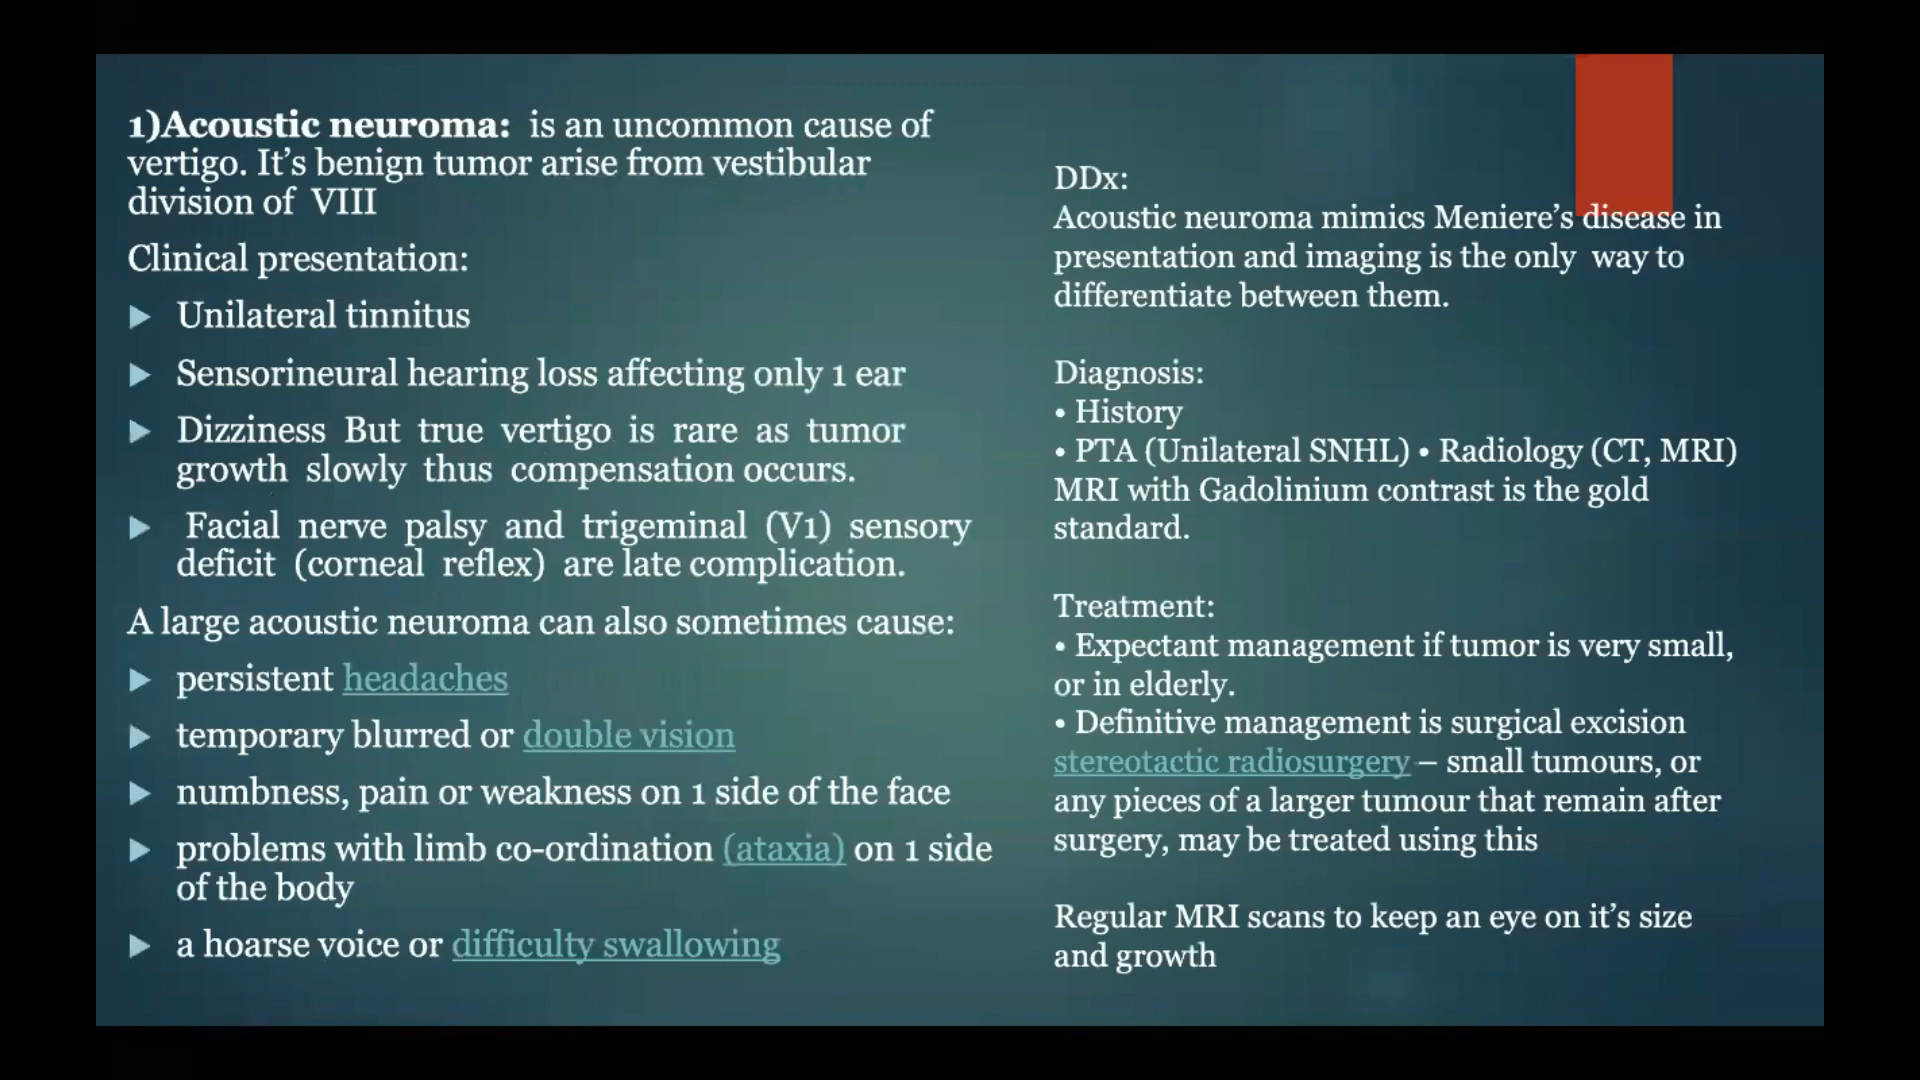 1)Acoustic neuroma: is an uncommon cause of
vertigo. It's benign tumor arise from vestibular
division of VIII
Clinical presentation:
▶ Unilateral tinnitus
▶ Sensorineural hearing loss affecting only 1 ear
▶ Dizziness But true vertigo is rare as tumor
growth slowly thus compensation occurs.
▶ Facial nerve palsy and trigeminal (V1) sensory
deficit (corneal reflex) are late complication.
A large acoustic neuroma can also sometimes cause:
▶ persistent headaches
▶ temporary blurred or double vision
▶ numbness, pain or weakness on 1 side of the face
▶ problems with limb co-ordination (ataxia) on 1 side
of the body
▶ a hoarse voice or difficulty swallowing
DDx:
Acoustic neuroma mimics Meniere's disease in
presentation and imaging is the only way to
differentiate between them.
Diagnosis:
• History
• PTA (Unilateral SNHL) • Radiology (CT, MRI)
MRI with Gadolinium contrast is the gold
standard.
Treatment:
• Expectant management if tumor is very small,
or in elderly.
• Definitive management is surgical excision
stereotactic radiosurgery – small tumours, or
any pieces of a larger tumour that remain after
surgery, may be treated using this
Regular MRI scans to keep an eye on it's size
and growth